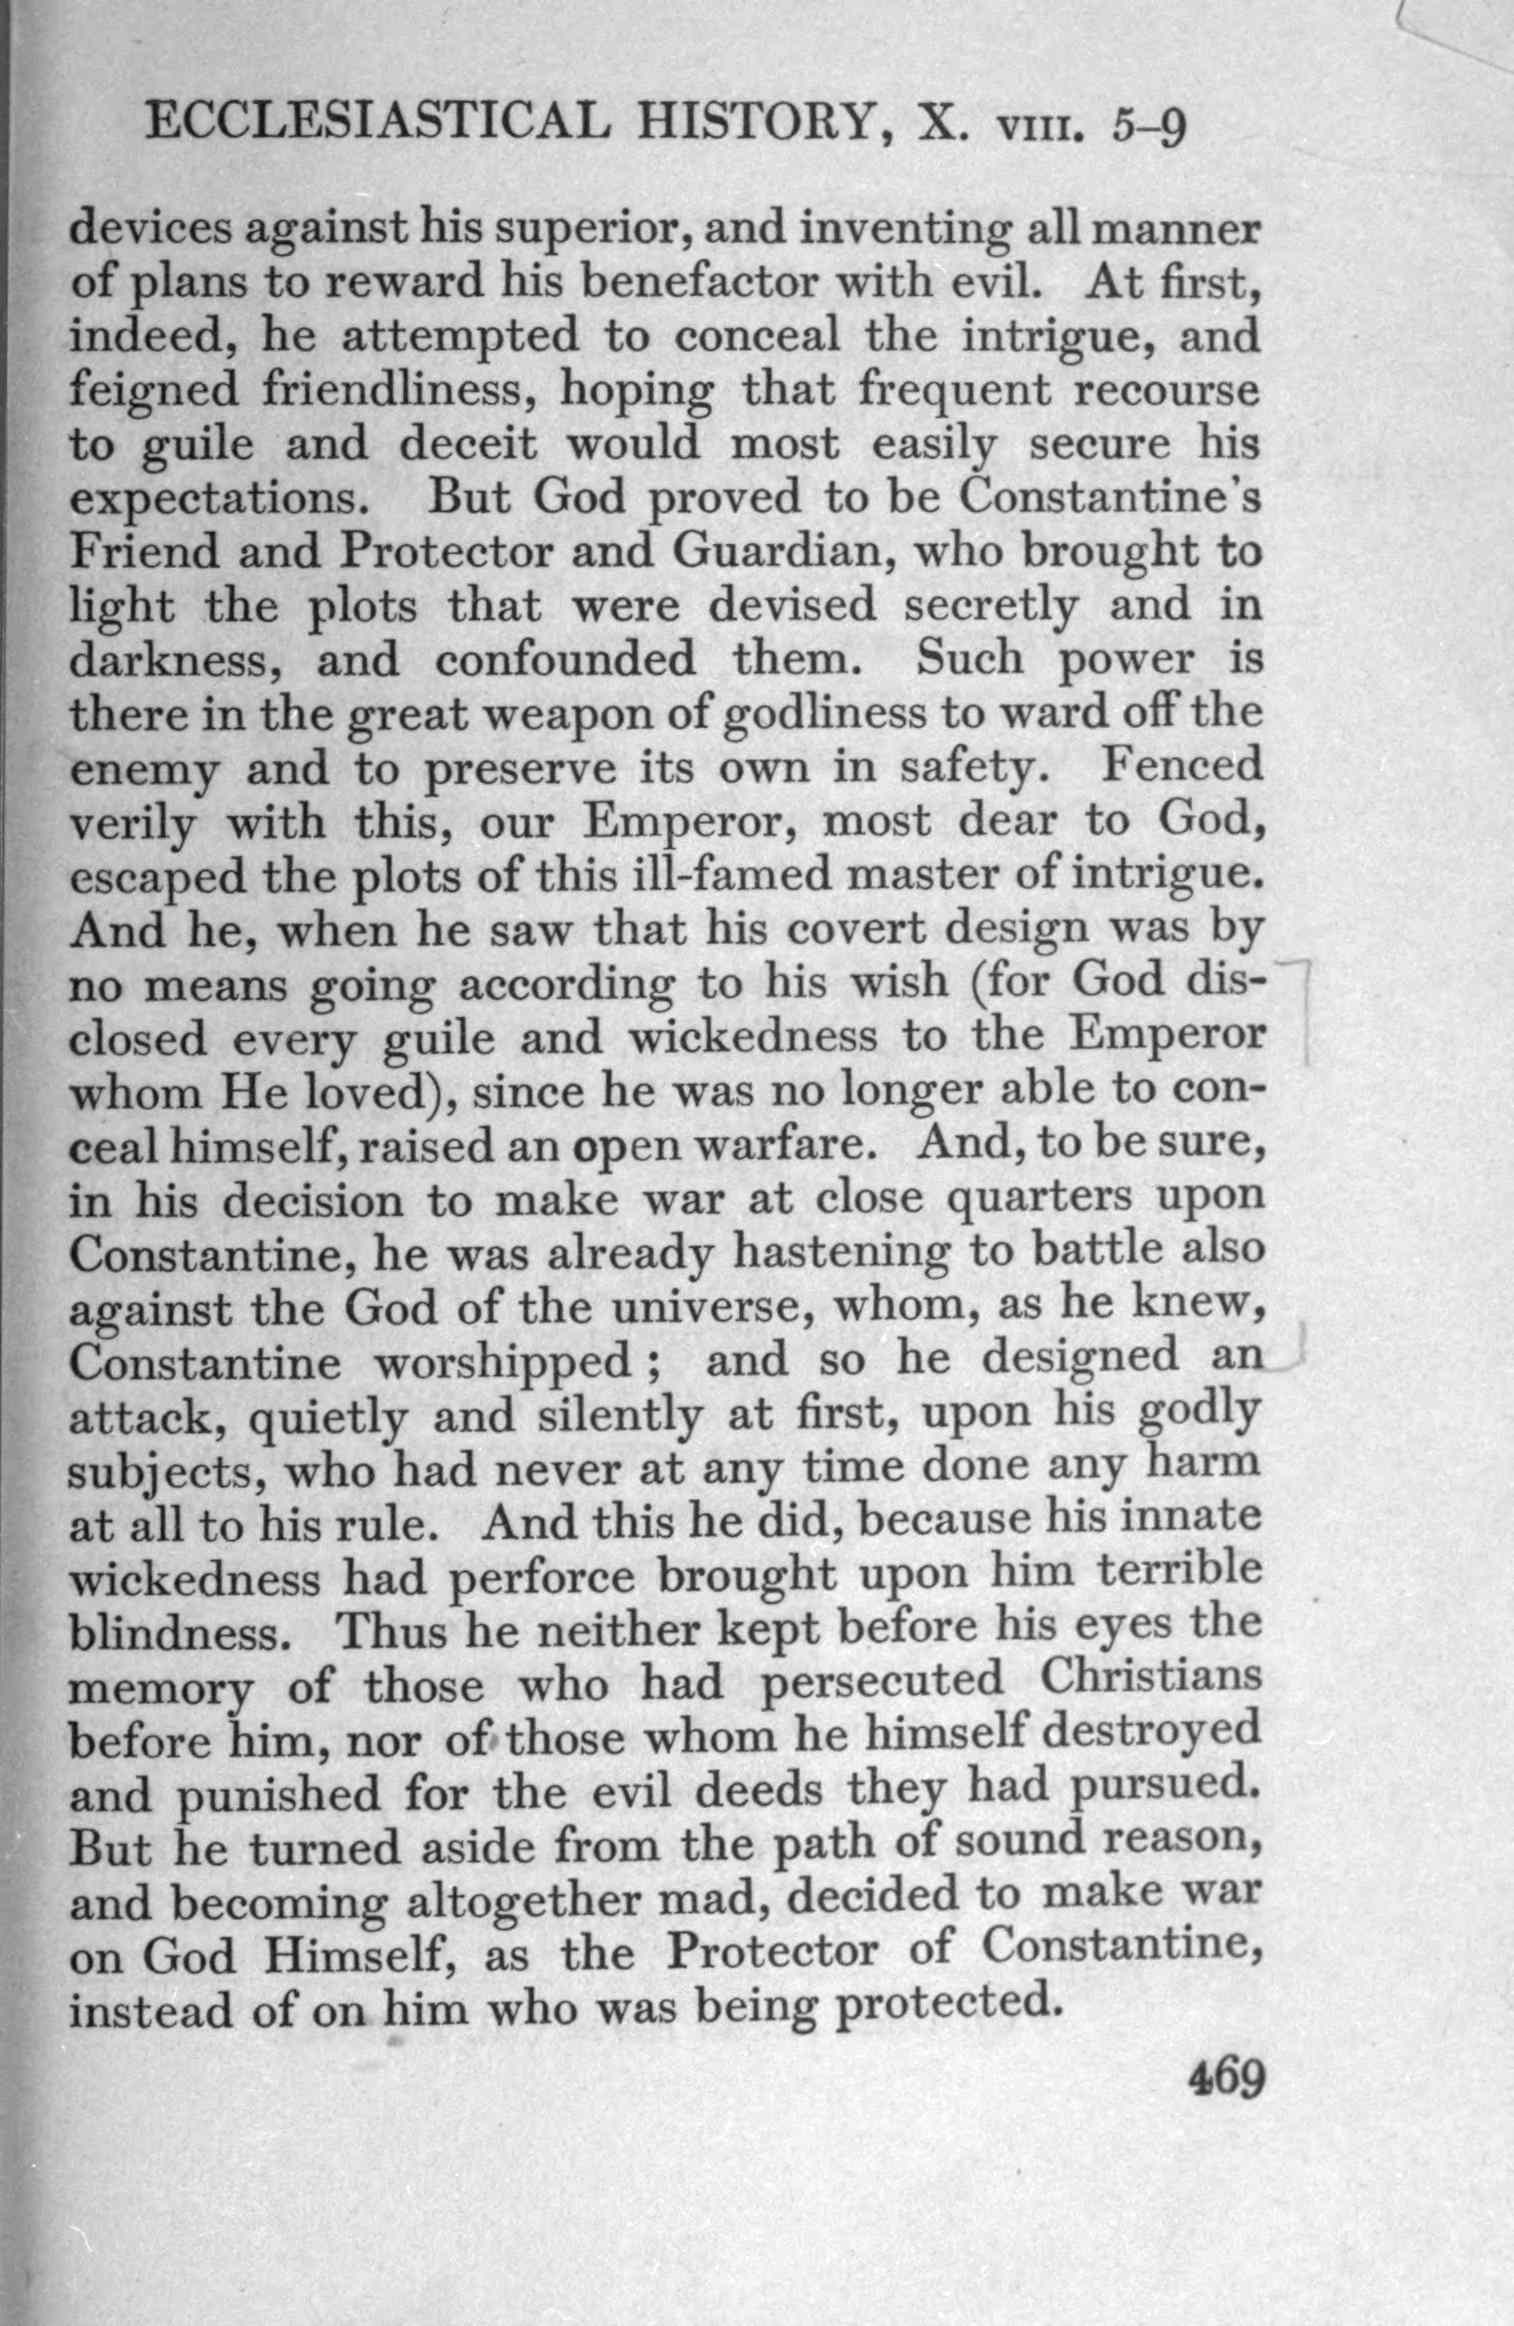 ECCLESIASTICAL HISTORY, X. VIII. 5–9
devices against his superior, and inventing all manner
of plans to reward his benefactor with evil. At first,
indeed, he attempted to conceal the intrigue, and
feigned friendliness, hoping that frequent recourse
to guile and deceit would most easily secure his
expectations. But God proved to be Constantine's
Friend and Protector and Guardian, who brought to
light the plots that were devised secretly and in
darkness, and confounded them. Such power is
there in the great weapon of godliness to ward off the
enemy and to preserve its own in safety. Fenced
verily with this, our Emperor, most dear to God,
escaped the plots of this ill-famed master of intrigue.
And he, when he saw that his covert design was by
no means going according to his wish (for God dis-
closed every guile and wickedness to the Emperor
whom He loved), since he was no longer able to con-
ceal himself, raised an open warfare. And, to be sure,
in his decision to make war at close quarters upon
Constantine, he was already hastening to battle also
against the God of the universe, whom, as he knew,
Constantine worshipped ; and so he designed an
attack, quietly and silently at first, upon his godly
subjects, who had never at any time done any harm
at all to his rule. And this he did, because his innate
wickedness had perforce brought upon him terrible
blindness. Thus he neither kept before his eyes the
memory of those who had persecuted Christians
before him, nor of those whom he himself destroyed
and punished for the evil deeds they had pursued.
But he turned aside from the path of sound reason,
and becoming altogether mad, decided to make war
on God Himself, as the Protector of Constantine,
instead of on him who was being protected.
469